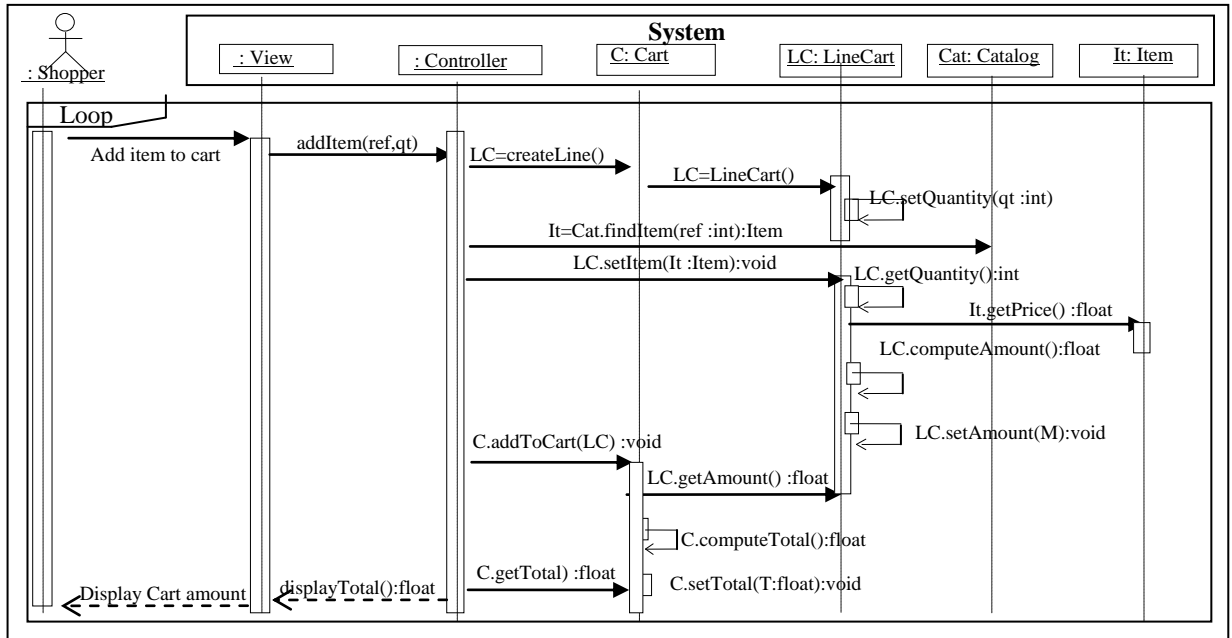 System
: Shopper
: View
: Controller
C: Cart
LC: LineCart
Cat: Catalog
It: Item
Loop
Add item to cart
addItem(ref,qt)
LC=createLine()
LC=LineCart()
LC.setQuantity(qt :int)
It=Cat.findItem(ref :int):Item
LC.setItem(It :Item):void
LC.getQuantity():int
It.getPrice() :float
LC.computeAmount():float
LC.setAmount(M):void
C.addToCart(LC) :void
LC.getAmount() :float
C.computeTotal():float
C.getTotal) :float
C.setTotal(T:float):void
displayTotal():float
Display Cart amount